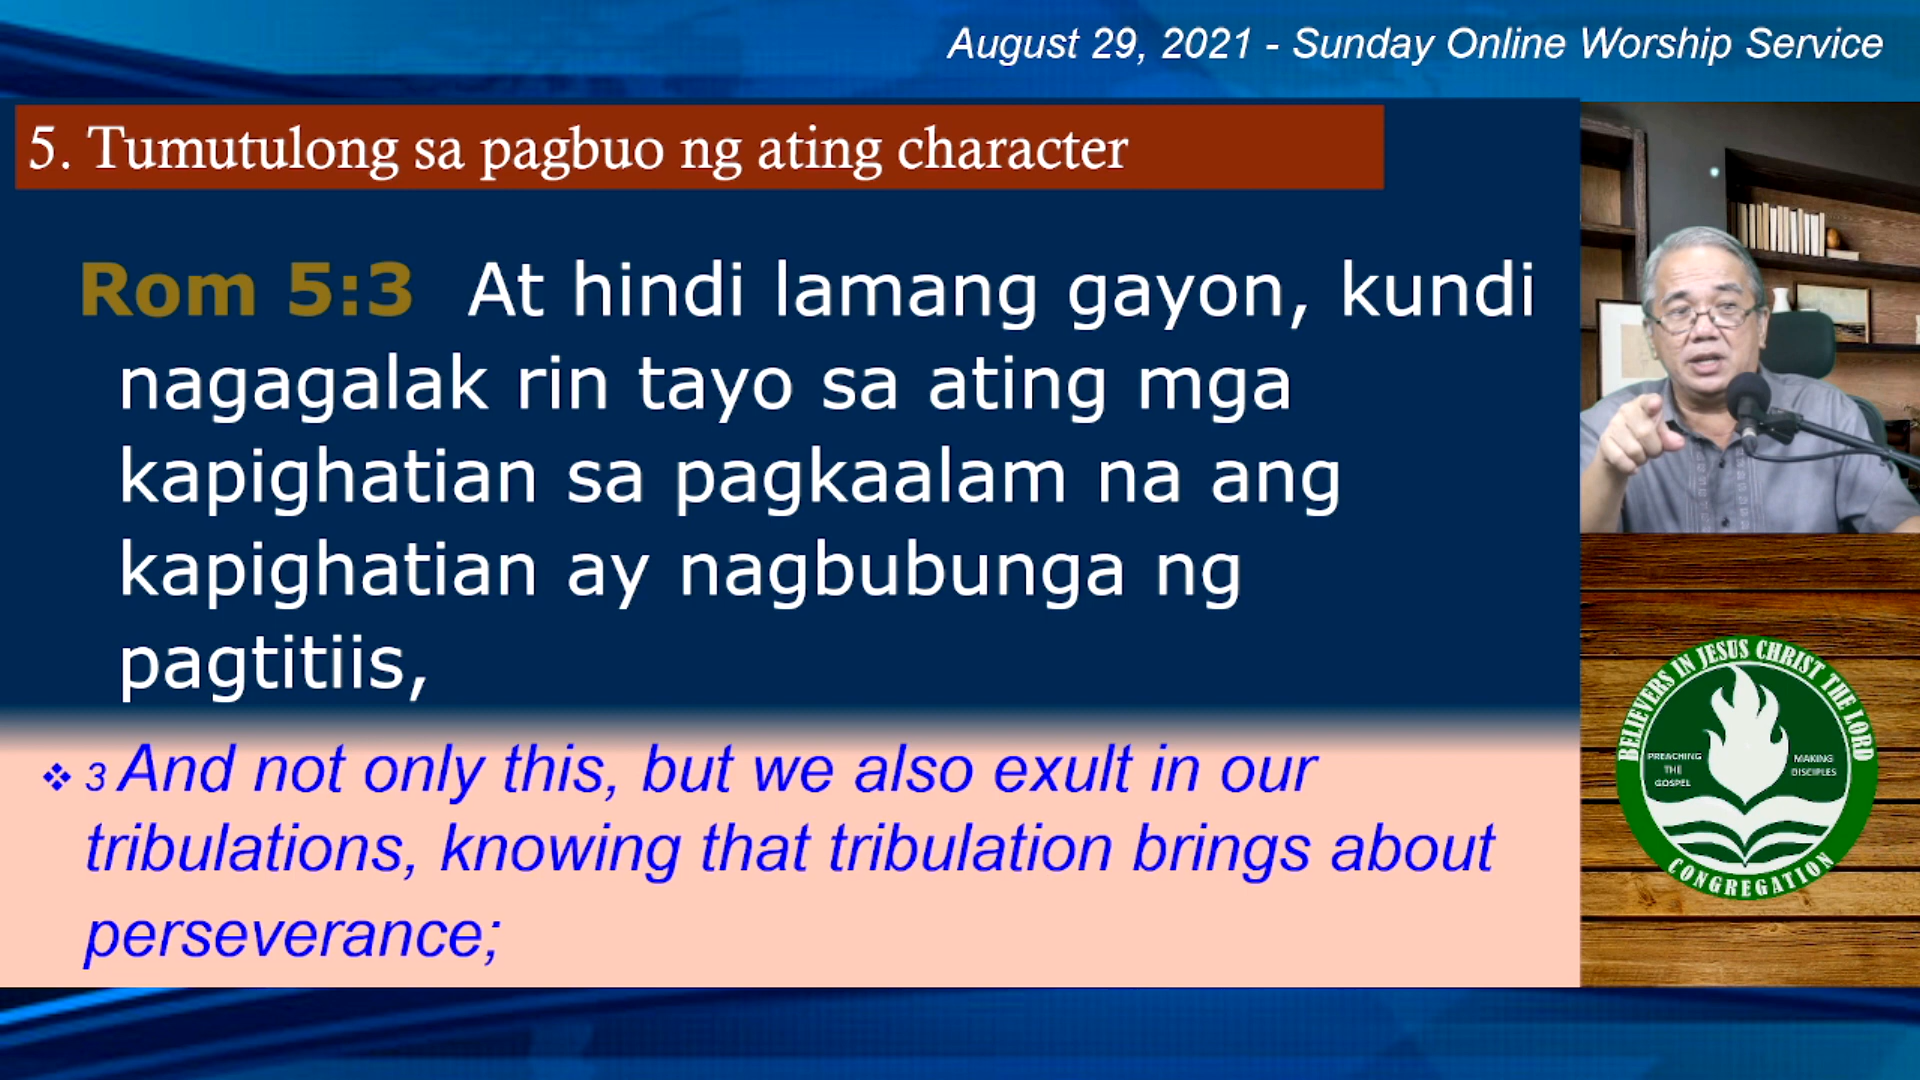 August 29, 2021 - Sunday Online Worship Service
5. Tumutulong sa pagbuo ng ating character
Rom 5:3 At hindi lamang gayon, kundi
nagagalak rin tayo sa ating mga
kapighatian sa pagkaalam na ang
kapighatian ay nagbubunga ng
pagtitiis,
❖ 3 And not only this, but we also exult in our
tribulations, knowing that tribulation brings about
perseverance;
BELIEVERS IN JESUS CHRIST THE LORD
PREACHING
THE
GOSPEL
MAKING
DISCIPLES
CONGREGATION